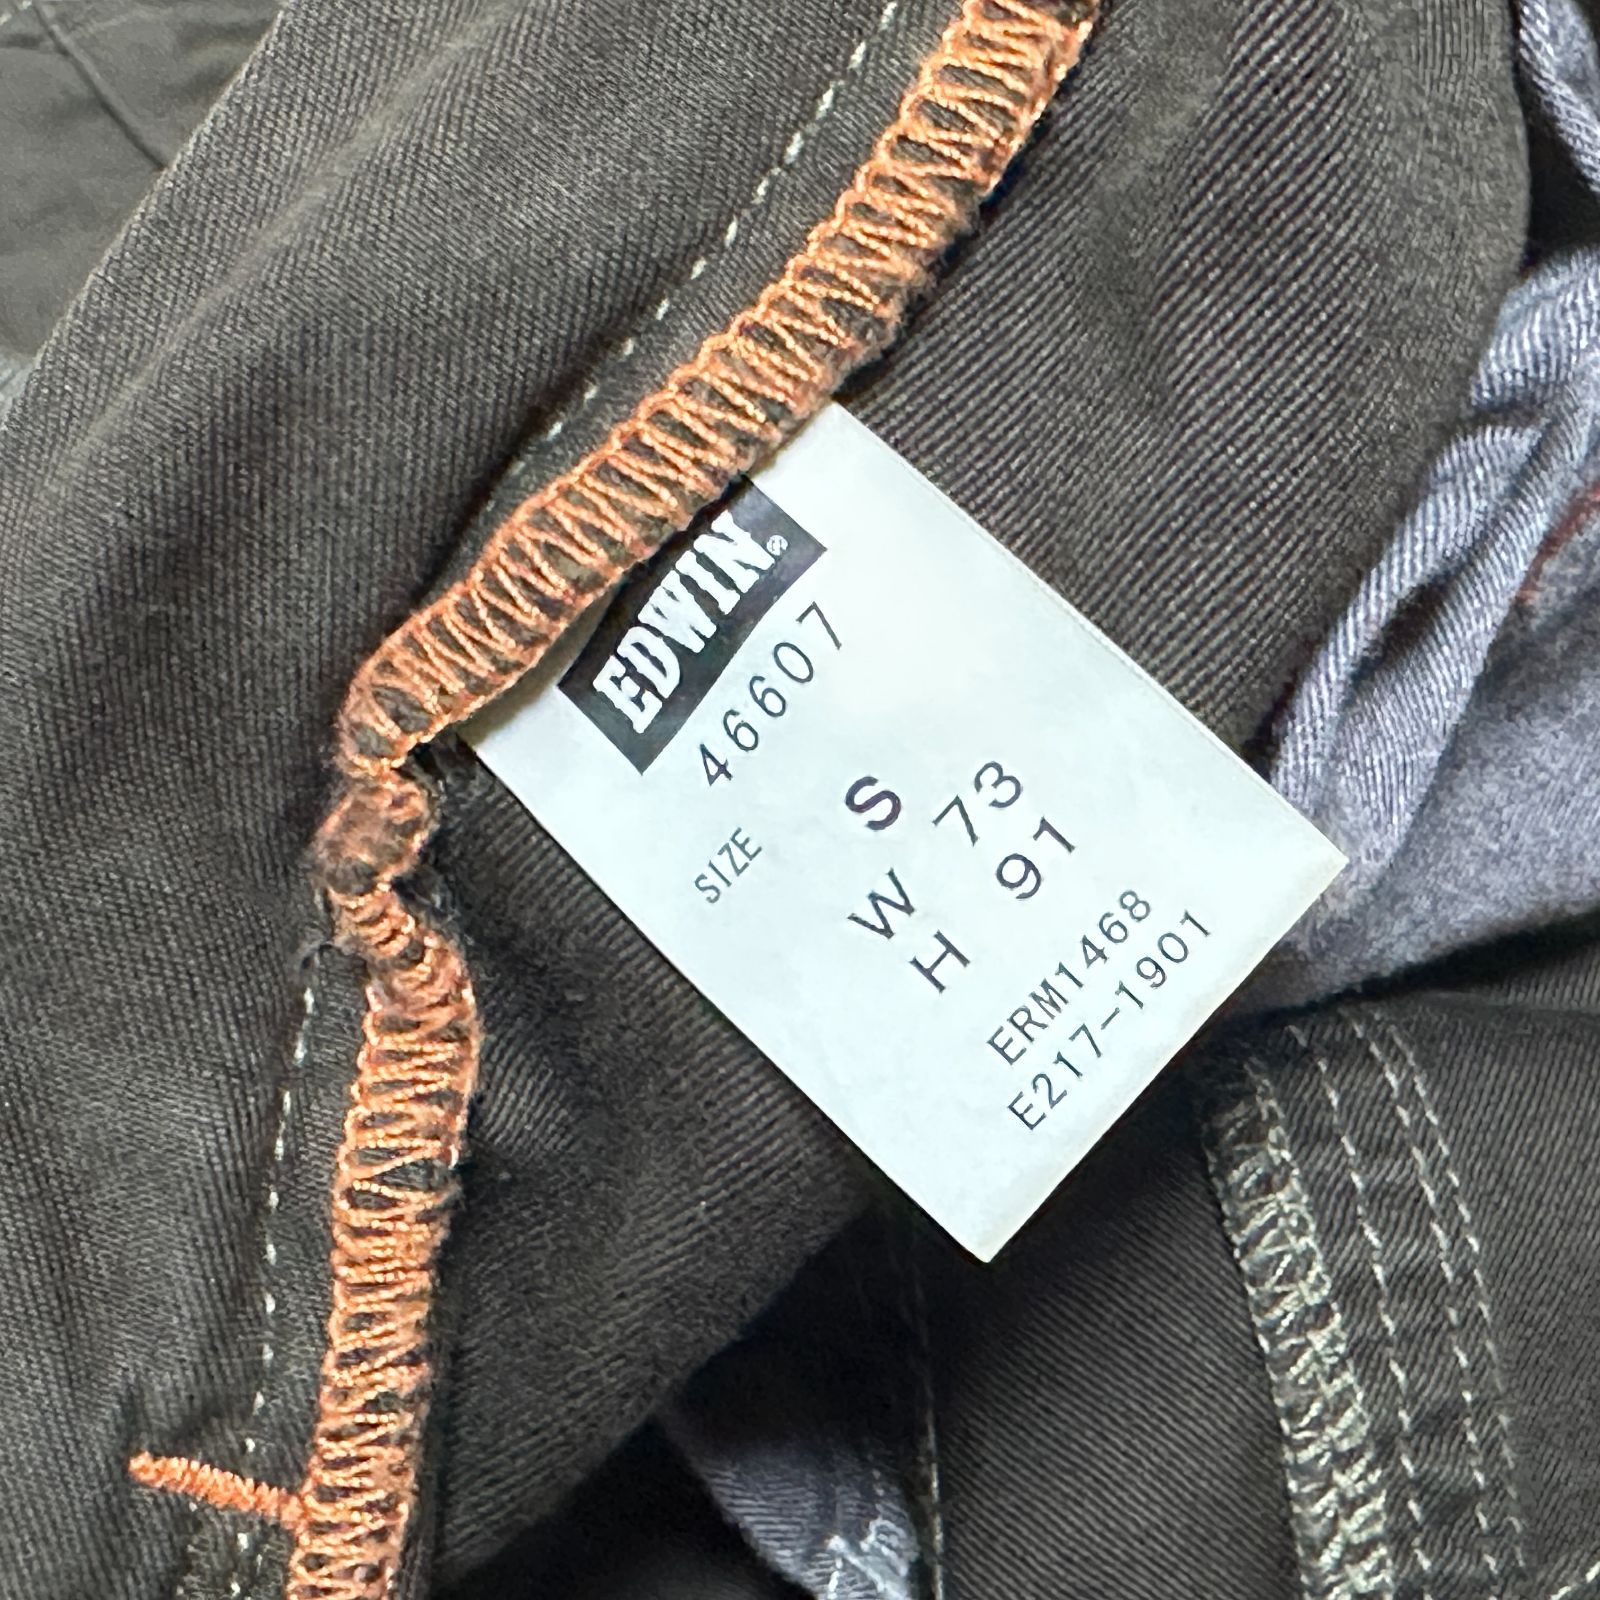 EDWIN®
46607
SIZE S
W 73
H 91
ERM1468
E217-1901